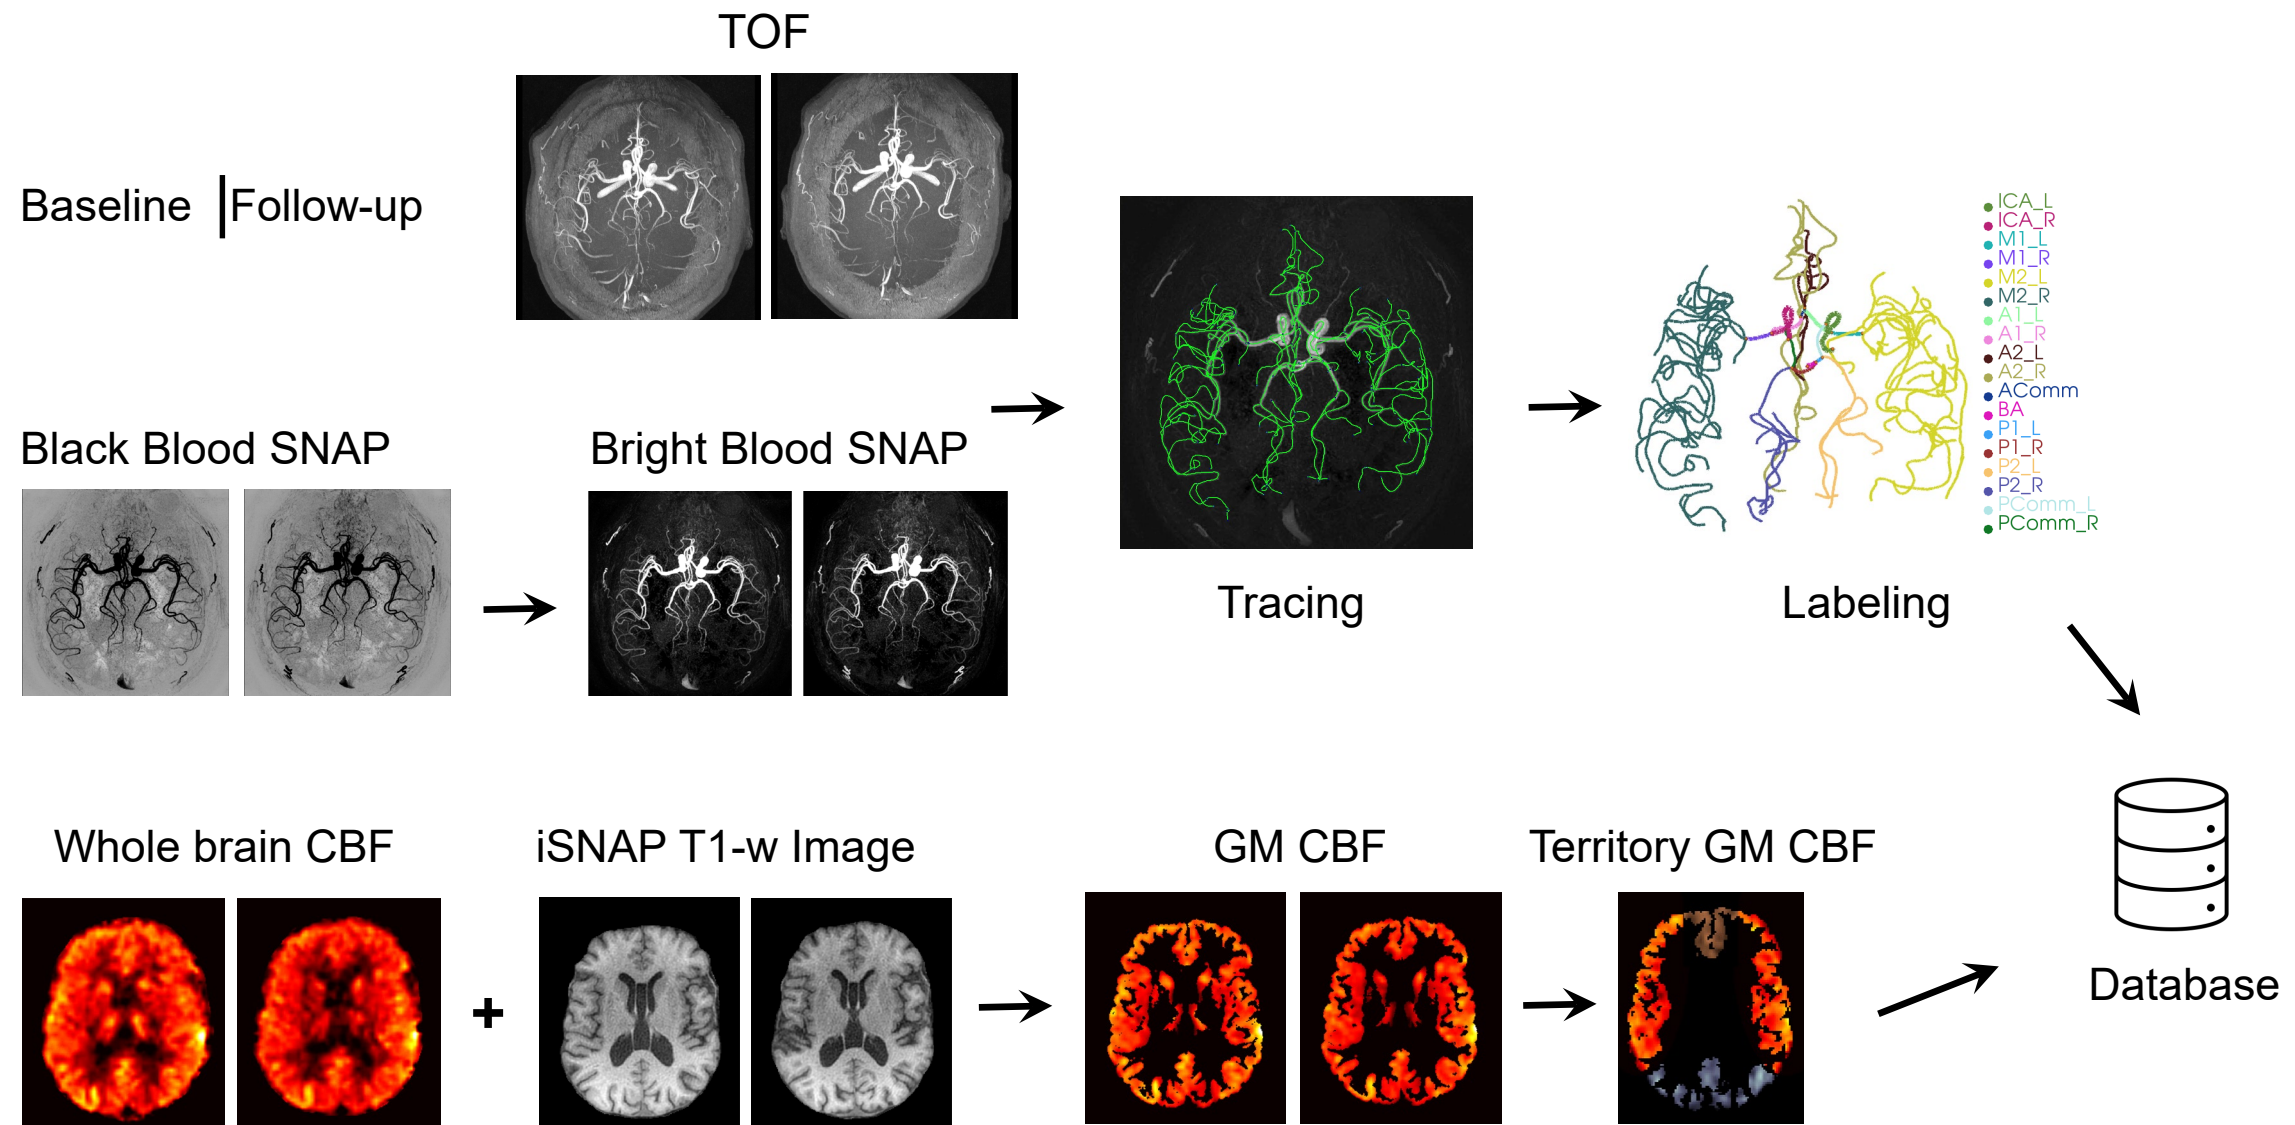 TOF
Baseline | Follow-up
ICA_L
ICA_R
M1_L
M1_R
M2_L
M2_R
A1_L
A1_R
A2_L
A2_R
AComm
BA
P1_L
P1_R
P2_L
P2_R
PComm_L
PComm_R
Black Blood SNAP
Bright Blood SNAP
Tracing
Labeling
Whole brain CBF
+
iSNAP T1-w Image
GM CBF
Territory GM CBF
Database